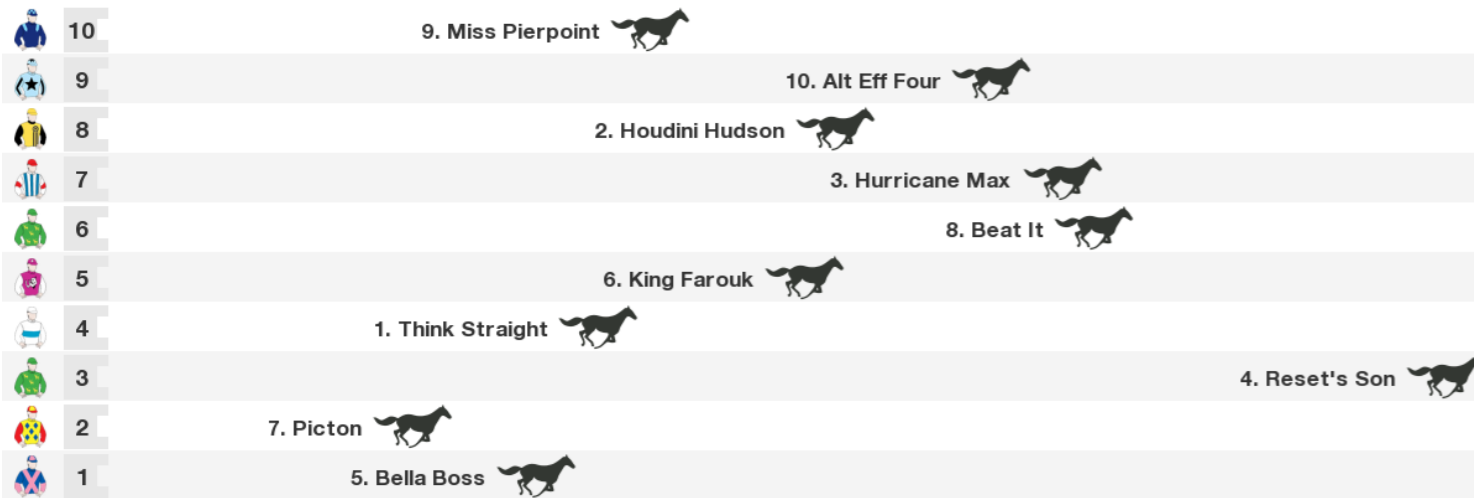 10 9. Miss Pierpoint
9 10. Alt Eff Four
8 2. Houdini Hudson
7 3. Hurricane Max
6 8. Beat It
5 6. King Farouk
4 1. Think Straight
3 4. Reset's Son
2 7. Picton
1 5. Bella Boss